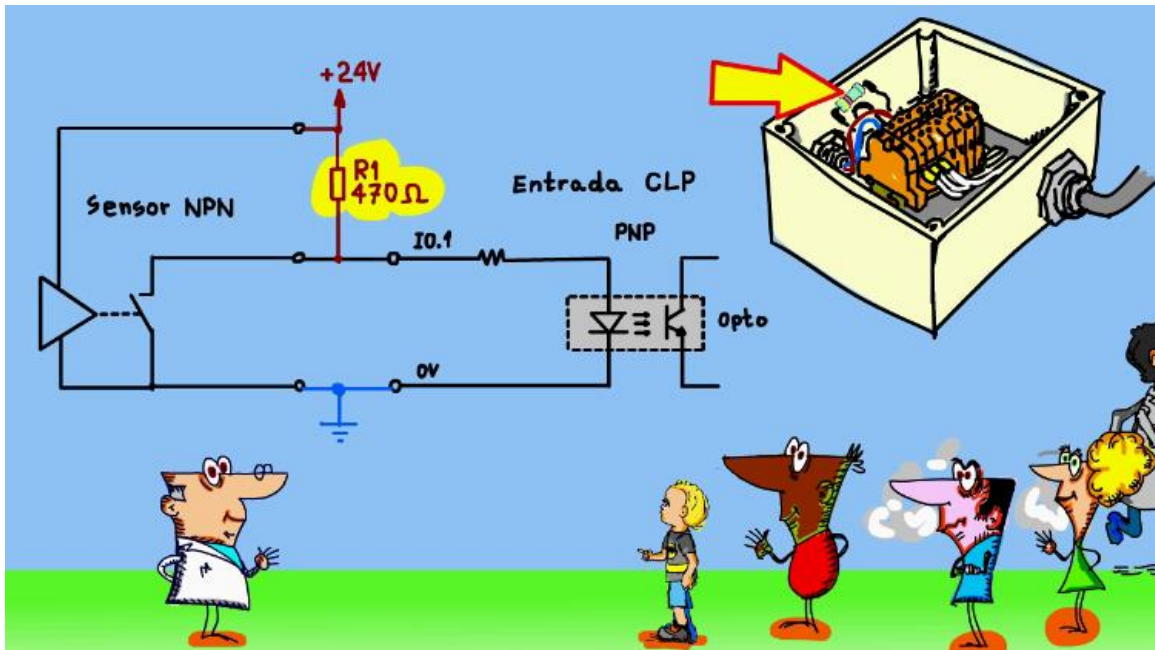 +24V
R1
470Ω
Sensor NPN
Entrada CLP
PNP
I0.1
Opto
0V